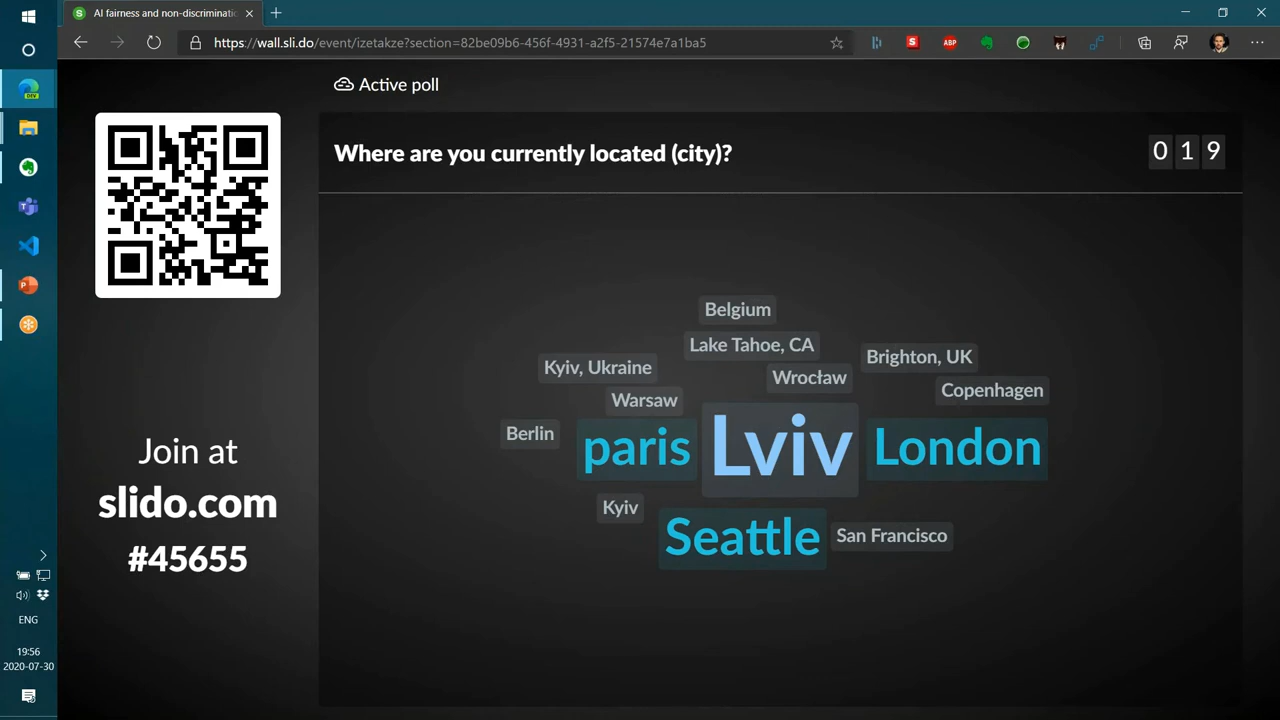 AI fairness and non-discriminatio
https://wall.sli.do/event/izetakze?section=82be09b6-456f-4931-a2f5-21574e7a1ba5
ABP
DEV
Active poll
Where are you currently located (city)?
0 1 9
Belgium
Lake Tahoe, CA
Brighton, UK
Kyiv, Ukraine
Wrocław
Copenhagen
Warsaw
Berlin
paris
Lviv
London
Kyiv
Seattle
San Francisco
Join at
slido.com
#45655
ENG
19:56
2020-07-30